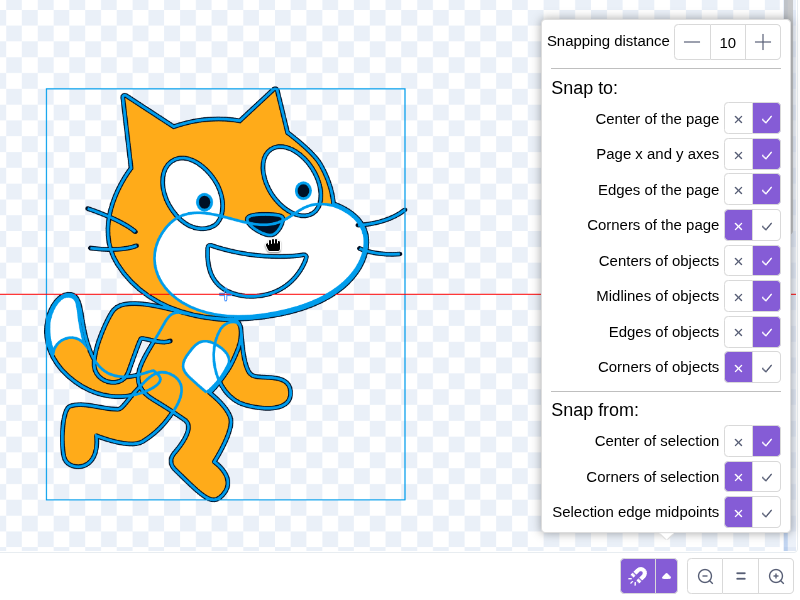 Snapping distance 10
Snap to:
Center of the page
Page x and y axes
Edges of the page
Corners of the page
Centers of objects
Midlines of objects
Edges of objects
Corners of objects
Snap from:
Center of selection
Corners of selection
Selection edge midpoints